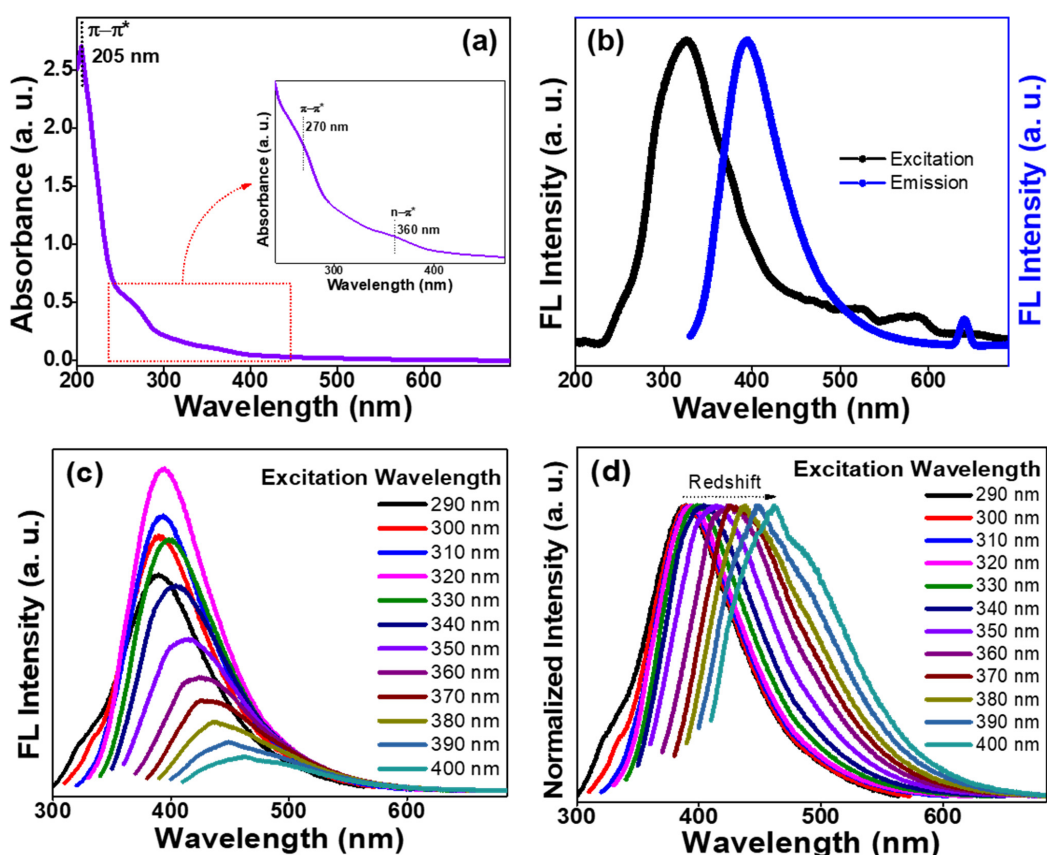 (a)
π–π*
205 nm
2.5
2.0
1.5
1.0
0.5
0.0
Absorbance (a. u.)
200 300 400 500 600
Wavelength (nm)
π–π*
270 nm
n–π*
360 nm
Absorbance (a. u.)
300 400
Wavelength (nm)
(b)
FL Intensity (a. u.)
FL Intensity (a. u.)
Excitation
Emission
200 300 400 500 600
Wavelength (nm)
(c)
Excitation Wavelength
290 nm
300 nm
310 nm
320 nm
330 nm
340 nm
350 nm
360 nm
370 nm
380 nm
390 nm
400 nm
FL Intensity (a. u.)
300 400 500 600
Wavelength (nm)
(d)
Redshift
Excitation Wavelength
290 nm
300 nm
310 nm
320 nm
330 nm
340 nm
350 nm
360 nm
370 nm
380 nm
390 nm
400 nm
Normalized Intensity (a. u.)
300 400 500 600
Wavelength (nm)